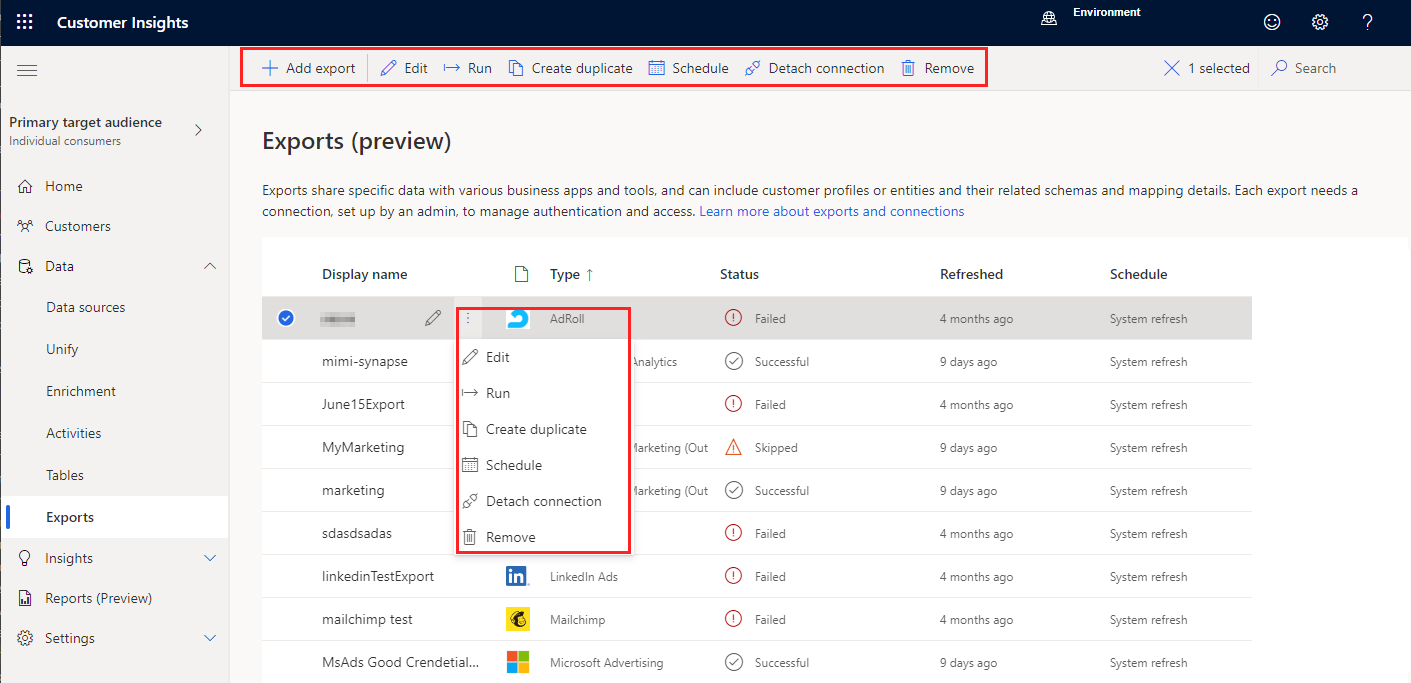 Customer Insights
Environment
?
Add export
Edit
Run
Create duplicate
Schedule
Detach connection
Remove
1 selected
Search
Primary target audience
Individual consumers
Home
Customers
Data
Data sources
Unify
Enrichment
Activities
Tables
Exports
Insights
Reports (Preview)
Settings
Exports (preview)
Exports share specific data with various business apps and tools, and can include customer profiles or entities and their related schemas and mapping details. Each export needs a
connection, set up by an admin, to manage authentication and access. Learn more about exports and connections
Display name Type ↑ Status Refreshed Schedule
AdRoll Failed 4 months ago System refresh
mimi-synapse Analytics Successful 9 days ago System refresh
June15Export Failed 4 months ago System refresh
MyMarketing Marketing (Out Skipped 9 days ago System refresh
marketing Marketing (Out Successful 9 days ago System refresh
sdasdsadas Failed 4 months ago System refresh
linkedinTestExport in LinkedIn Ads Failed 4 months ago System refresh
mailchimp test Mailchimp Failed 4 months ago System refresh
MsAds Good Crendetial... Microsoft Advertising Successful 9 days ago System refresh
Edit
Run
Create duplicate
Schedule
Detach connection
Remove